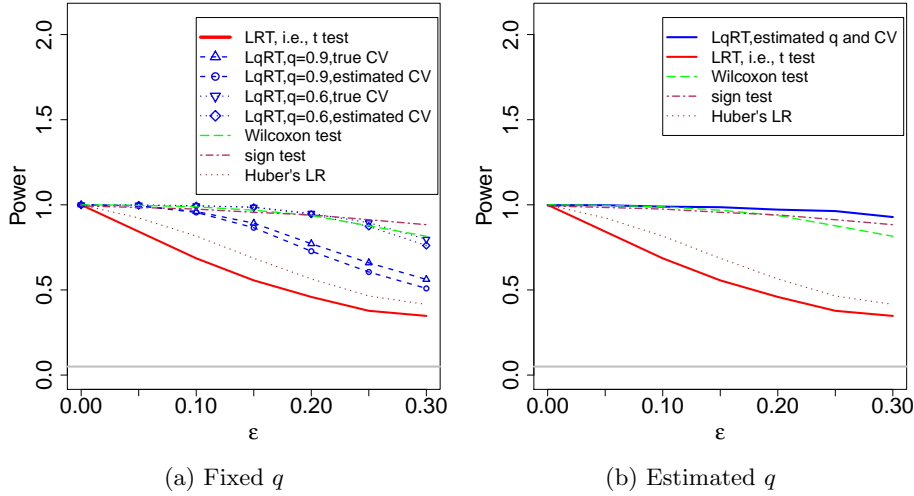 2.0
1.5
1.0
0.5
0.0
Power
0.00
0.10
0.20
0.30
ε
LRT, i.e., t test
LqRT,q=0.9,true CV
LqRT,q=0.9,estimated CV
LqRT,q=0.6,true CV
LqRT,q=0.6,estimated CV
Wilcoxon test
sign test
Huber's LR
(a) Fixed q
2.0
1.5
1.0
0.5
0.0
Power
0.00
0.10
0.20
0.30
ε
LqRT,estimated q and CV
LRT, i.e., t test
Wilcoxon test
sign test
Huber's LR
(b) Estimated q